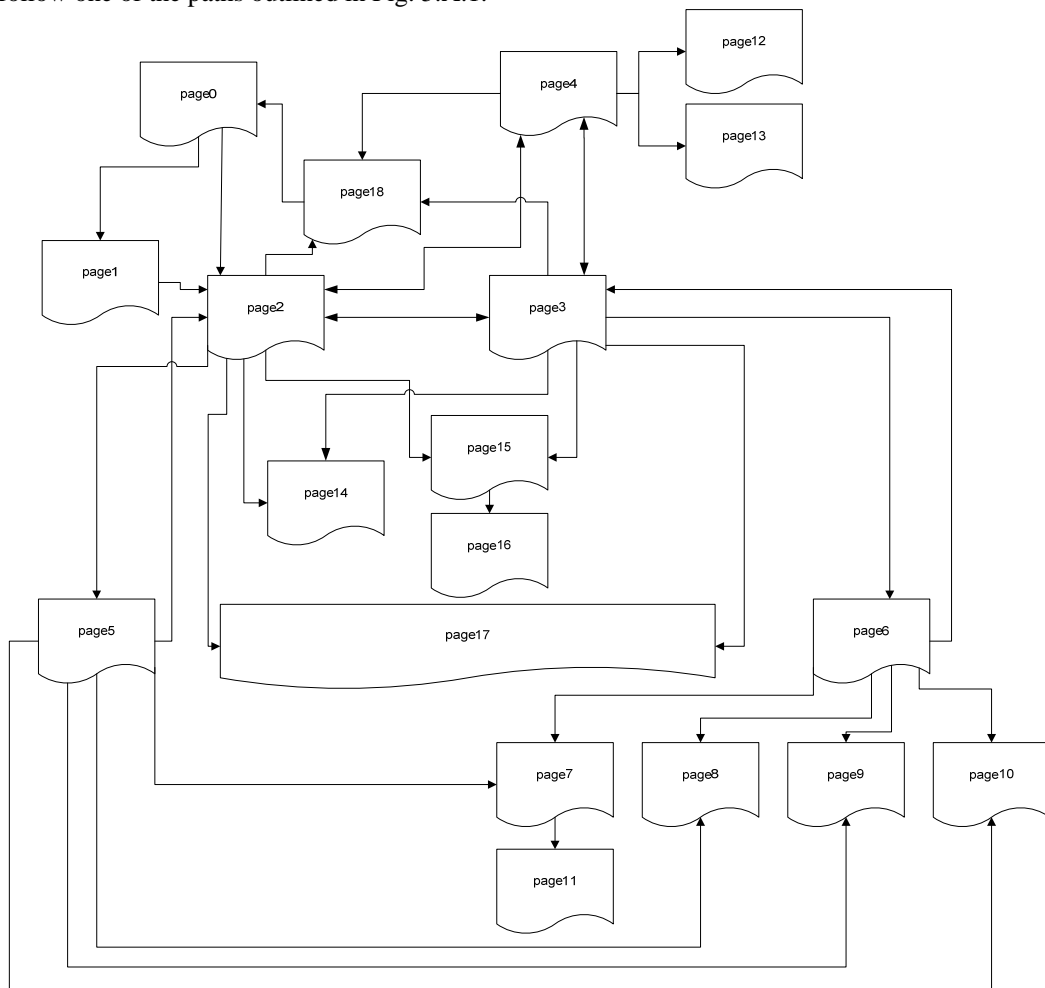 follow one of the paths outlined in Fig. 3.A.1.
page12
page0
page4
page13
page18
page1
page2
page3
page15
page14
page16
page5
page17
page6
page7
page8
page9
page10
page11